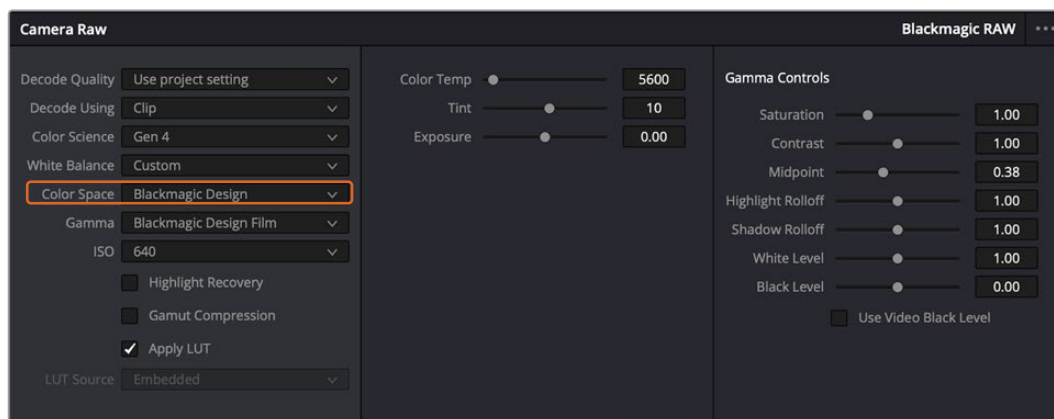 Camera Raw
Blackmagic RAW
Decode Quality Use project setting
Decode Using Clip
Color Science Gen 4
White Balance Custom
Color Space Blackmagic Design
Gamma Blackmagic Design Film
ISO 640
Highlight Recovery
Gamut Compression
Apply LUT
LUT Source Embedded
Color Temp 5600
Tint 10
Exposure 0.00
Gamma Controls
Saturation 1.00
Contrast 1.00
Midpoint 0.38
Highlight Rolloff 1.00
Shadow Rolloff 1.00
White Level 1.00
Black Level 0.00
Use Video Black Level